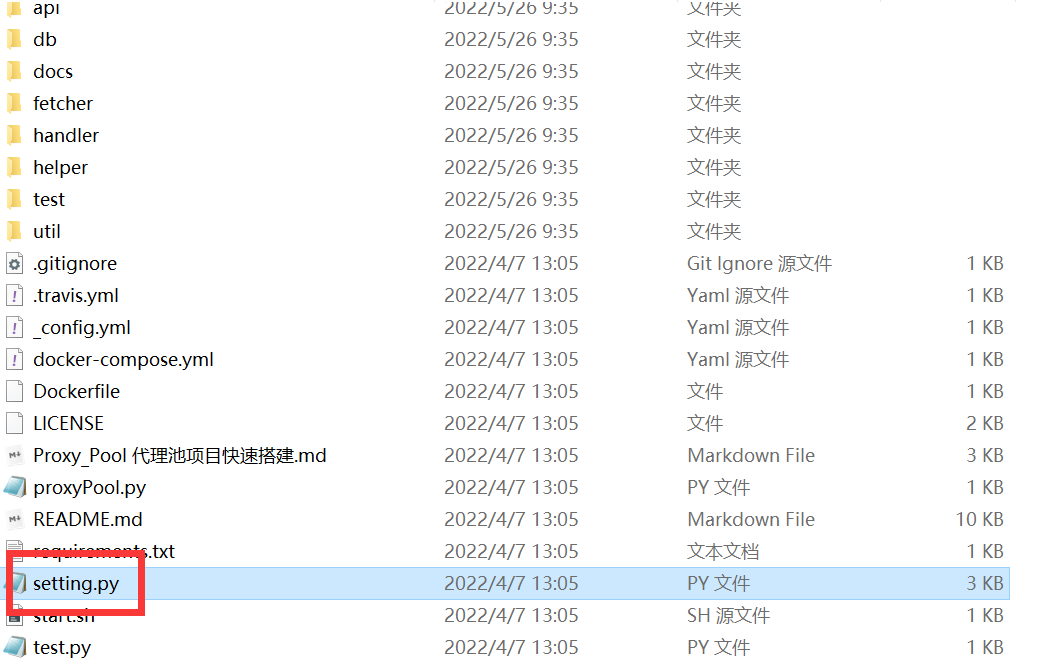 api 2022/5/26 9:35 文件夹
db 2022/5/26 9:35 文件夹
docs 2022/5/26 9:35 文件夹
fetcher 2022/5/26 9:35 文件夹
handler 2022/5/26 9:35 文件夹
helper 2022/5/26 9:35 文件夹
test 2022/5/26 9:35 文件夹
util 2022/5/26 9:35 文件夹
.gitignore 2022/4/7 13:05 Git Ignore 源文件 1 KB
.travis.yml 2022/4/7 13:05 Yaml 源文件 1 KB
_config.yml 2022/4/7 13:05 Yaml 源文件 1 KB
docker-compose.yml 2022/4/7 13:05 Yaml 源文件 1 KB
Dockerfile 2022/4/7 13:05 文件 1 KB
LICENSE 2022/4/7 13:05 文件 2 KB
Proxy_Pool 代理池项目快速搭建.md 2022/4/7 13:05 Markdown File 3 KB
proxyPool.py 2022/4/7 13:05 PY 文件 1 KB
README.md 2022/4/7 13:05 Markdown File 10 KB
requirements.txt 2022/4/7 13:05 文本文档 1 KB
setting.py 2022/4/7 13:05 PY 文件 3 KB
start.sh 2022/4/7 13:05 SH 源文件 1 KB
test.py 2022/4/7 13:05 PY 文件 1 KB